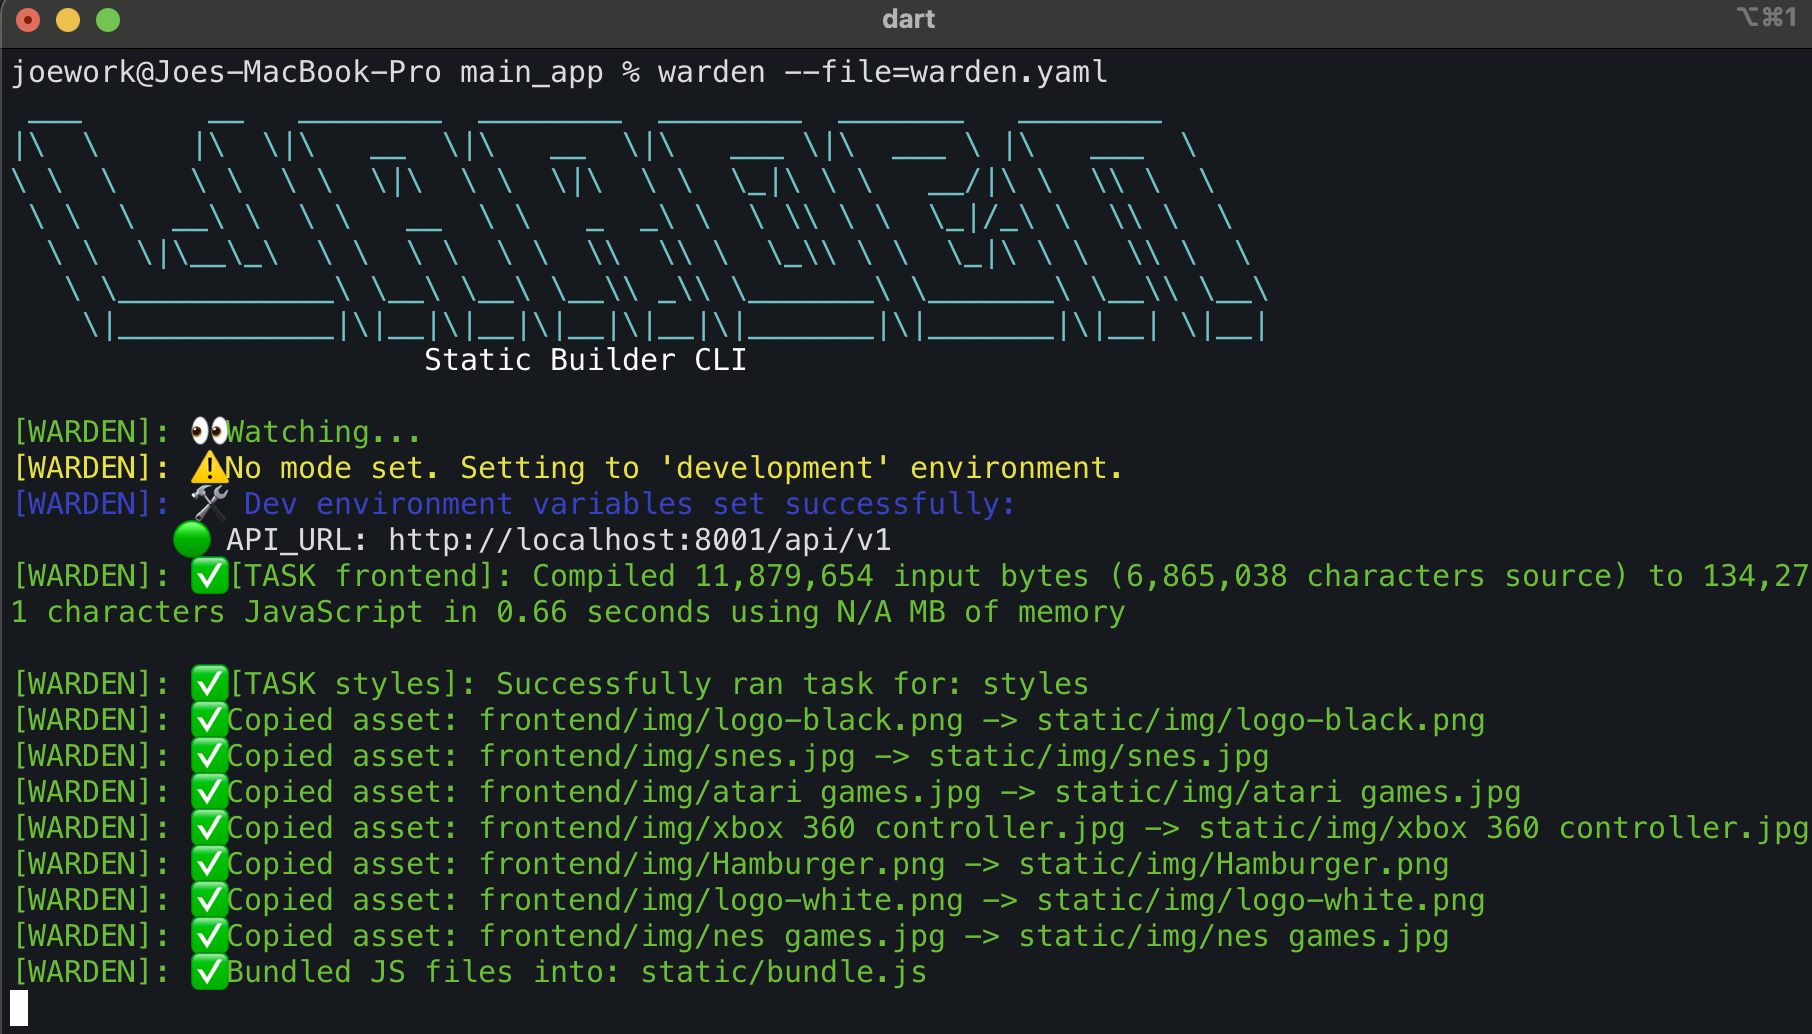 dart
⌥⌘1
joework@Joes-MacBook-Pro main_app % warden --file=warden.yaml
WARDEN
Static Builder CLI
[WARDEN]: 👀Watching...
[WARDEN]: ⚠️No mode set. Setting to 'development' environment.
[WARDEN]: 🛠️ Dev environment variables set successfully:
🟢 API_URL: http://localhost:8001/api/v1
[WARDEN]: ✅[TASK frontend]: Compiled 11,879,654 input bytes (6,865,038 characters source) to 134,27
1 characters JavaScript in 0.66 seconds using N/A MB of memory
[WARDEN]: ✅[TASK styles]: Successfully ran task for: styles
[WARDEN]: ✅Copied asset: frontend/img/logo-black.png -> static/img/logo-black.png
[WARDEN]: ✅Copied asset: frontend/img/snes.jpg -> static/img/snes.jpg
[WARDEN]: ✅Copied asset: frontend/img/atari games.jpg -> static/img/atari games.jpg
[WARDEN]: ✅Copied asset: frontend/img/xbox 360 controller.jpg -> static/img/xbox 360 controller.jpg
[WARDEN]: ✅Copied asset: frontend/img/Hamburger.png -> static/img/Hamburger.png
[WARDEN]: ✅Copied asset: frontend/img/logo-white.png -> static/img/logo-white.png
[WARDEN]: ✅Copied asset: frontend/img/nes games.jpg -> static/img/nes games.jpg
[WARDEN]: ✅Bundled JS files into: static/bundle.js